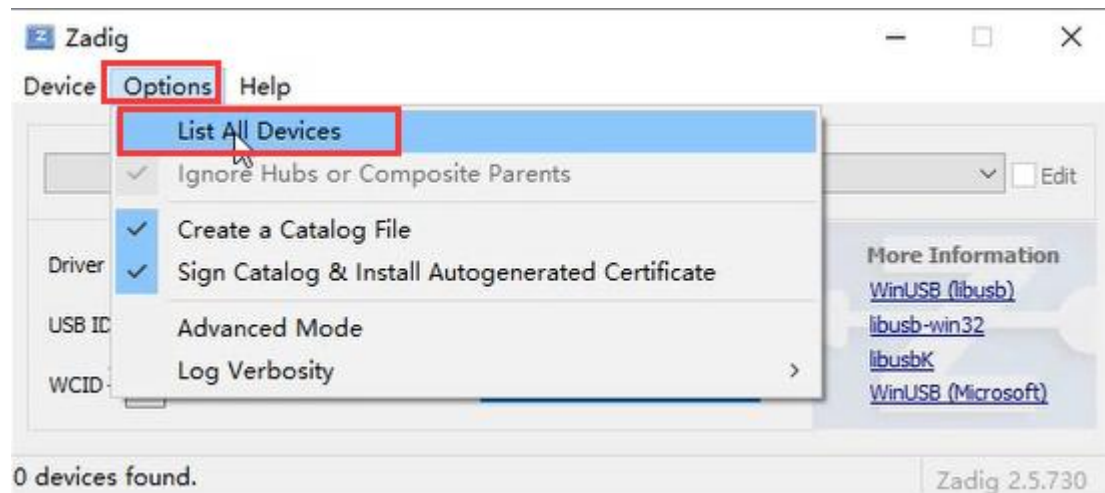 Zadig
Device Options Help
List All Devices
Ignore Hubs or Composite Parents
Edit
Create a Catalog File
Sign Catalog & Install Autogenerated Certificate
Advanced Mode
Log Verbosity
Driver
USB ID
WCID
More Information
WinUSB (libusb)
libusb-win32
libusbK
WinUSB (Microsoft)
0 devices found.
Zadig 2.5.730